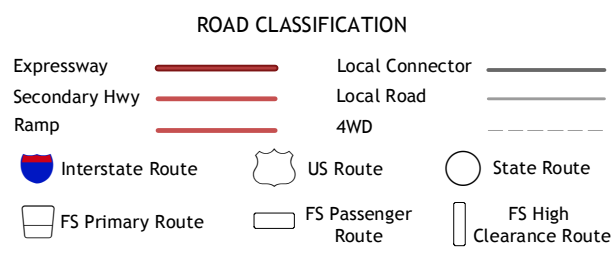 ROAD CLASSIFICATION
Expressway
Local Connector
Secondary Hwy
Local Road
Ramp
4WD
Interstate Route
US Route
State Route
FS Primary Route
FS Passenger
Route
FS High
Clearance Route